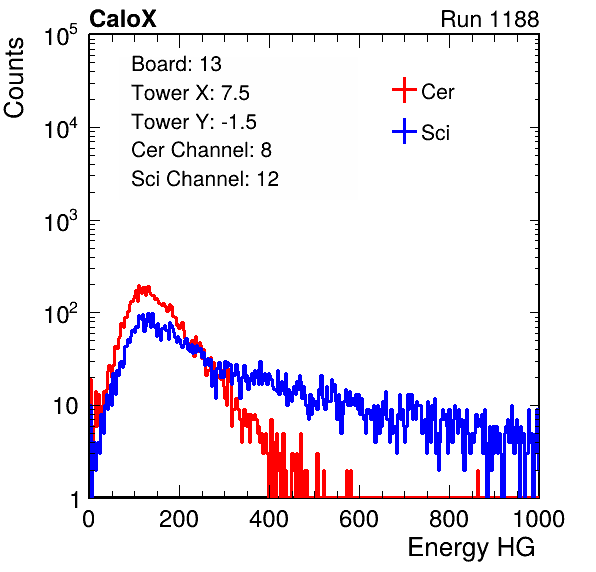 CaloX Run 1188
Counts
10^5
10^4
10^3
10^2
10
1
Board: 13
Tower X: 7.5
Tower Y: -1.5
Cer Channel: 8
Sci Channel: 12
Cer
Sci
0 200 400 600 800 1000
Energy HG